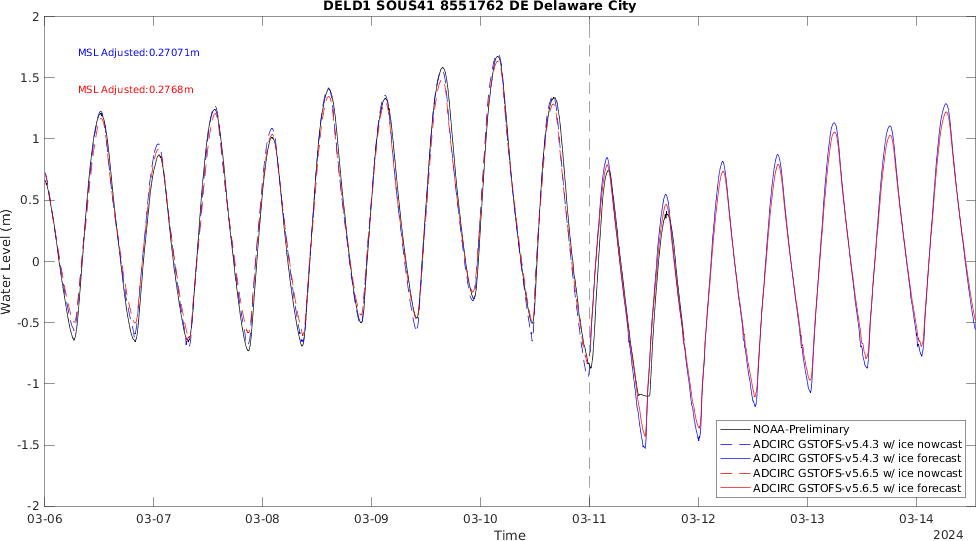 DELD1 SOUS41 8551762 DE Delaware City
2
1.5
1
0.5
0
-0.5
-1
-1.5
-2
Water Level (m)
MSL Adjusted:0.27071m
MSL Adjusted:0.2768m
NOAA-Preliminary
ADCIRC GSTOFS-v5.4.3 w/ ice nowcast
ADCIRC GSTOFS-v5.4.3 w/ ice forecast
ADCIRC GSTOFS-v5.6.5 w/ ice nowcast
ADCIRC GSTOFS-v5.6.5 w/ ice forecast
03-06 03-07 03-08 03-09 03-10 03-11 03-12 03-13 03-14
Time
2024